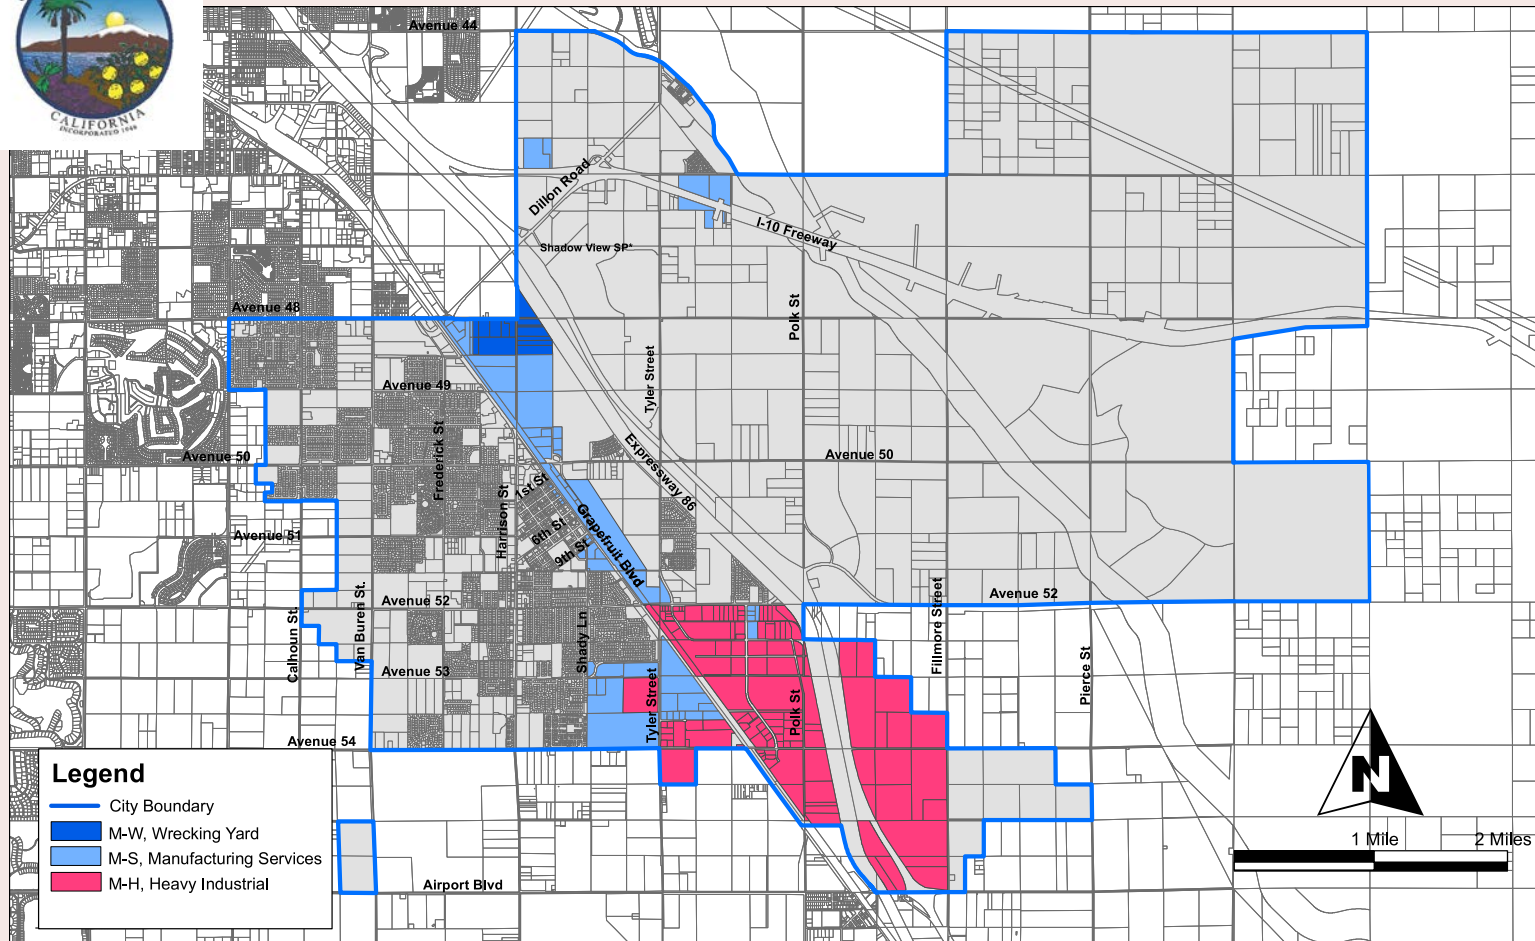 CALIFORNIA
INCORPORATED 1946
Avenue 44
Dillon Road
I-10 Freeway
Shadow View SP*
Avenue 48
Polk St
Tyler Street
Avenue 49
Frederick St
Expressway 86
Avenue 50
Avenue 50
Harrison St
1st St
6th St
9th St
Grapefruit Blvd
Avenue 51
Avenue 52
Avenue 52
Calhoun St.
Van Buren St.
Shady Ln
Fillmore Street
Avenue 53
Tyler Street
Polk St
Pierce St
Avenue 54
Airport Blvd
Legend
City Boundary
M-W, Wrecking Yard
M-S, Manufacturing Services
M-H, Heavy Industrial
N
1 Mile
2 Miles